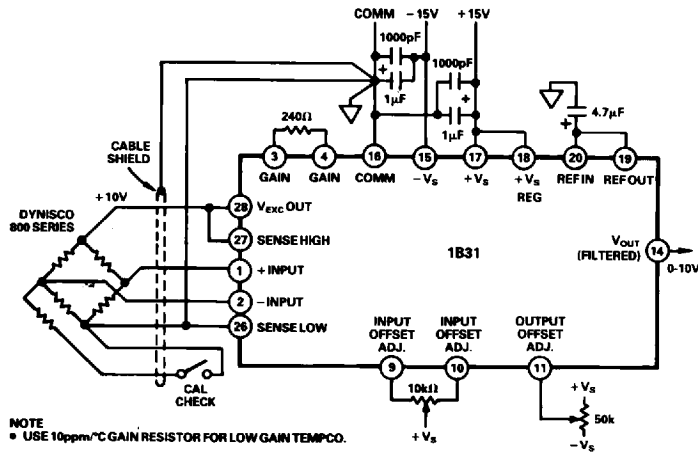 COMM −15V +15V
1000pF
1000pF
+
1µF
+
1µF
4.7µF
+
240Ω
CABLE
SHIELD
3 4 16 15 17 18 20 19
GAIN GAIN COMM −VS +VS +VS
REG
REF IN REF OUT
+10V
DYNISCO
800 SERIES
28 VEXC OUT
27 SENSE HIGH
1 +INPUT
2 −INPUT
26 SENSE LOW
1B31
VOUT
(FILTERED)
14
0-10V
INPUT
OFFSET
ADJ.
INPUT
OFFSET
ADJ.
OUTPUT
OFFSET
ADJ.
9 10 11
10kΩ
+VS
+VS
50k
−VS
CAL
CHECK
NOTE
• USE 10ppm/°C GAIN RESISTOR FOR LOW GAIN TEMPCO.